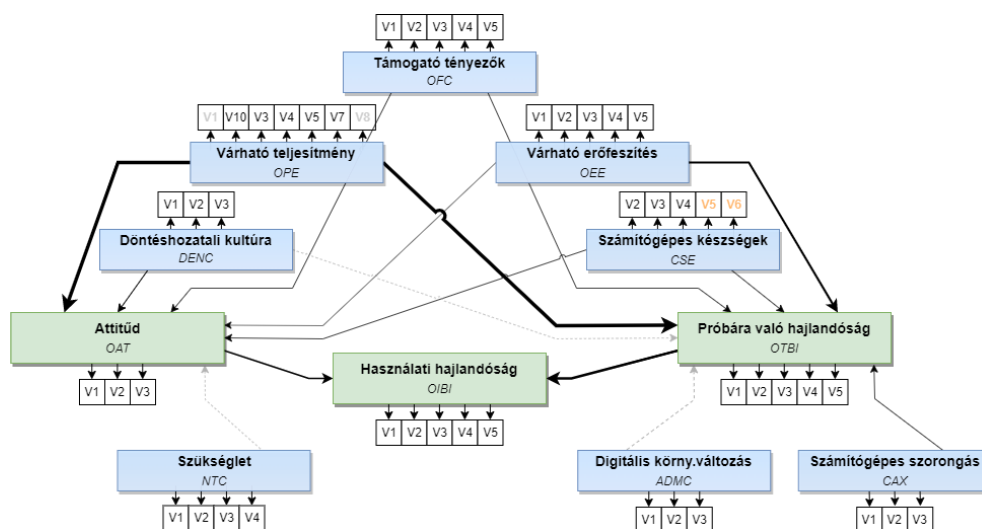 V1 V2 V3 V4 V5
Támogató tényezők
OFC
V1 V10 V3 V4 V5 V7 V8
Várható teljesítmény
OPE
V1 V2 V3 V4 V5
Várható erőfeszítés
OEE
V1 V2 V3
Döntéshozatali kultúra
DENC
V2 V3 V4 V5 V6
Számítógépes készségek
CSE
Attitűd
OAT
V1 V2 V3
Használati hajlandóság
OIBI
V1 V2 V3 V4 V5
Próbára való hajlandóság
OTBI
V1 V2 V3 V4 V5
Szükséglet
NTC
V1 V2 V3 V4
Digitális körny.változás
ADMC
V1 V2 V3
Számítógépes szorongás
CAX
V1 V2 V3